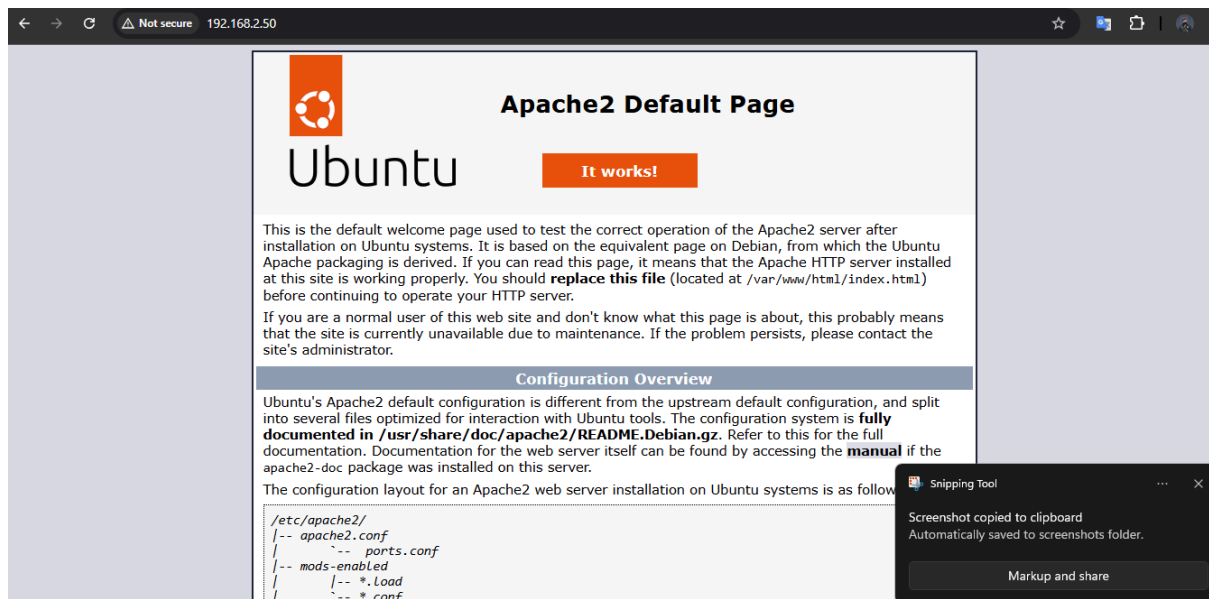 Not secure 192.168.2.50
Apache2 Default Page
Ubuntu
It works!
This is the default welcome page used to test the correct operation of the Apache2 server after
installation on Ubuntu systems. It is based on the equivalent page on Debian, from which the Ubuntu
Apache packaging is derived. If you can read this page, it means that the Apache HTTP server installed
at this site is working properly. You should replace this file (located at /var/www/html/index.html)
before continuing to operate your HTTP server.
If you are a normal user of this web site and don't know what this page is about, this probably means
that the site is currently unavailable due to maintenance. If the problem persists, please contact the
site's administrator.
Configuration Overview
Ubuntu's Apache2 default configuration is different from the upstream default configuration, and split
into several files optimized for interaction with Ubuntu tools. The configuration system is fully
documented in /usr/share/doc/apache2/README.Debian.gz. Refer to this for the full
documentation. Documentation for the web server itself can be found by accessing the manual if the
apache2-doc package was installed on this server.
The configuration layout for an Apache2 web server installation on Ubuntu systems is as follow
/etc/apache2/
|-- apache2.conf
|       `--  ports.conf
|-- mods-enabled
|       |-- *.load
|       `-- *.conf
Snipping Tool
Screenshot copied to clipboard
Automatically saved to screenshots folder.
Markup and share